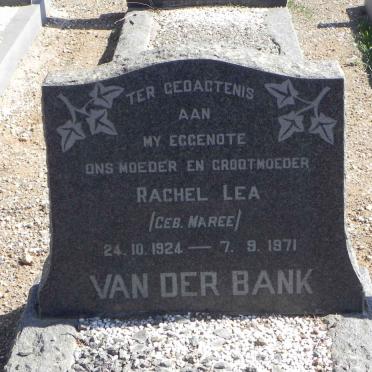 TER GEDAGTENIS
AAN
MY EGGENOTE
ONS MOEDER EN GROOTMOEDER
RACHEL LEA
(GEB. MAREE)
24. 10. 1924 — 7. 9. 1971
VAN DER BANK